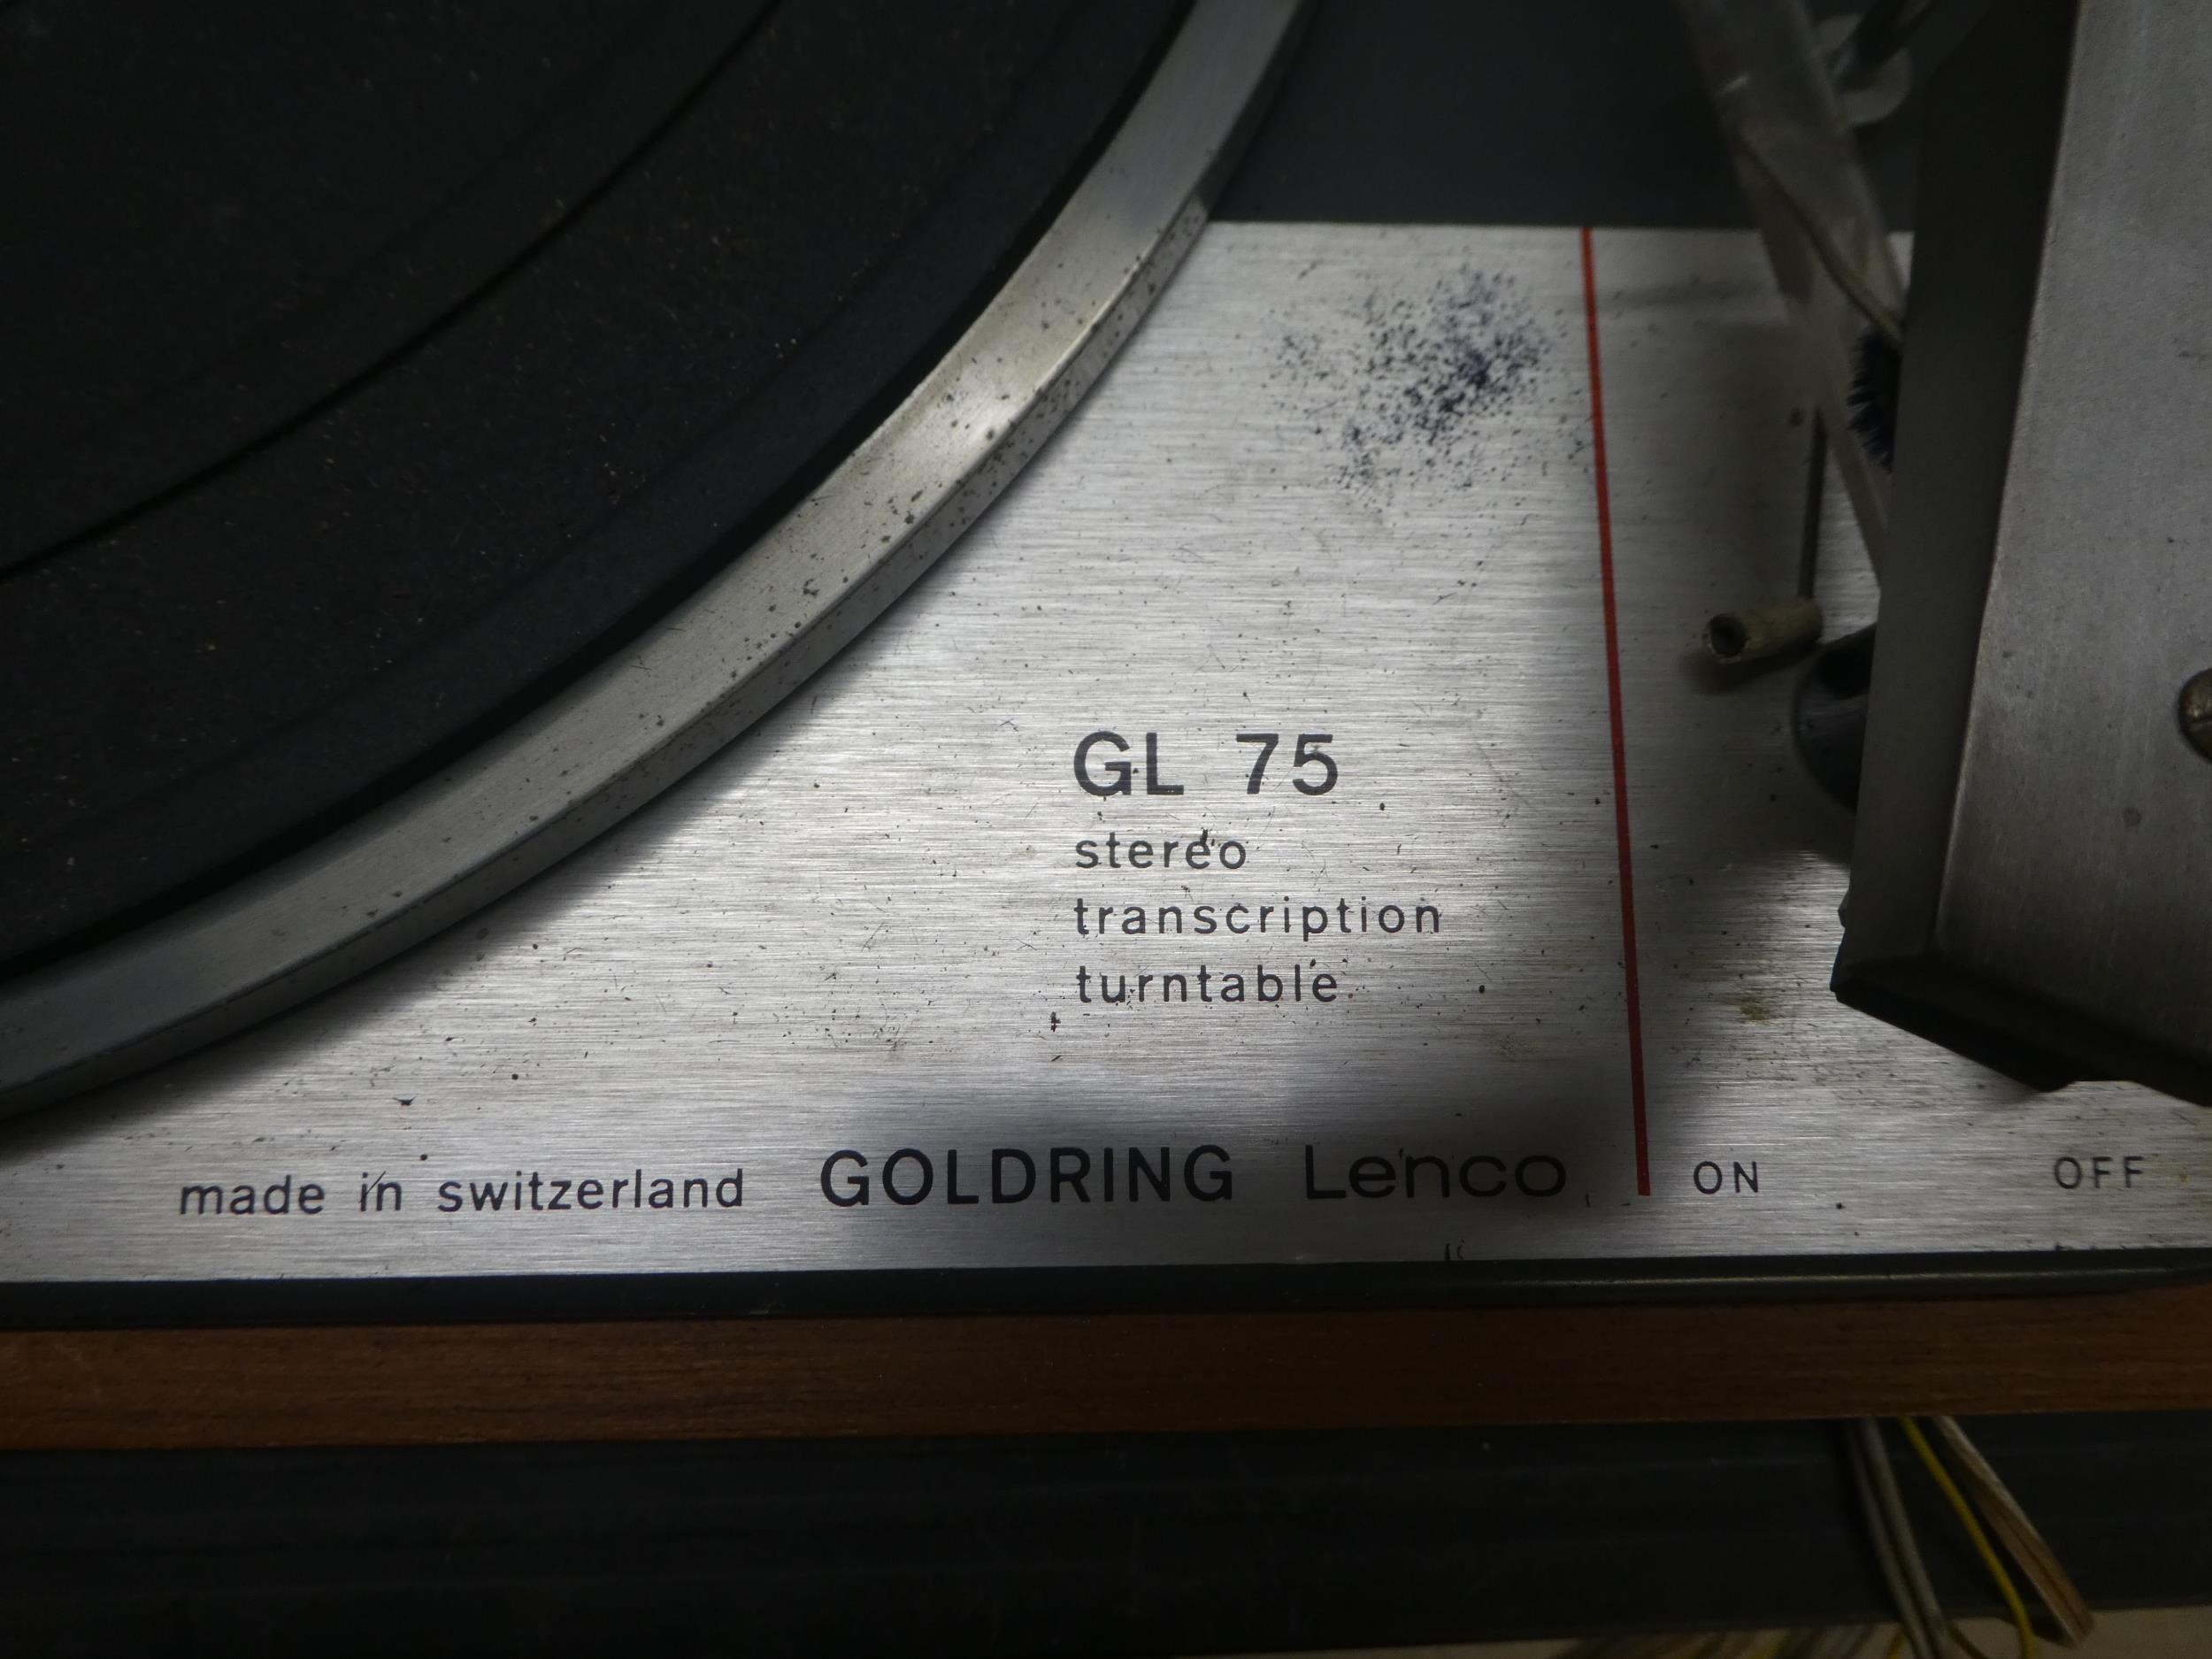 GL 75
stereo
transcription
turntable
made in switzerland GOLDRING Lenco ON OFF